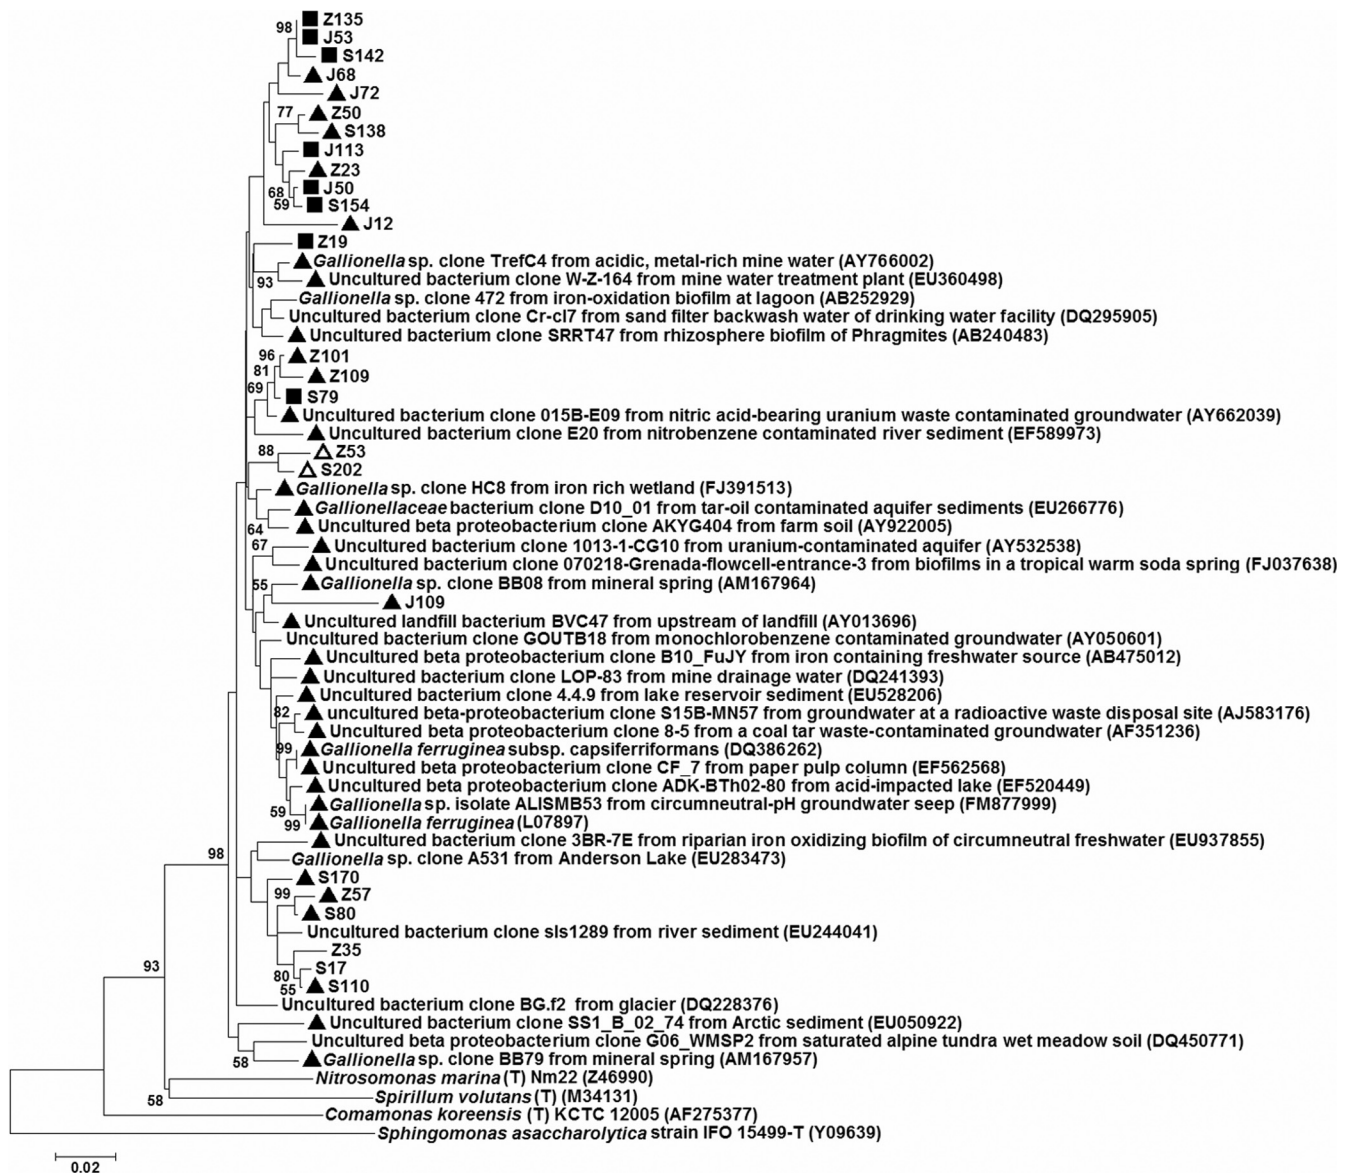 98
Z135
J53
S142
J68
J72
77
Z50
S138
J113
Z23
68
J50
59
S154
J12
Z19
Gallionella sp. clone TrefC4 from acidic, metal-rich mine water (AY766002)
93
Uncultured bacterium clone W-Z-164 from mine water treatment plant (EU360498)
Gallionella sp. clone 472 from iron-oxidation biofilm at lagoon (AB252929)
Uncultured bacterium clone Cr-cl7 from sand filter backwash water of drinking water facility (DQ295905)
Uncultured bacterium clone SRRT47 from rhizosphere biofilm of Phragmites (AB240483)
96
Z101
81
Z109
69
S79
Uncultured bacterium clone 015B-E09 from nitric acid-bearing uranium waste contaminated groundwater (AY662039)
Uncultured bacterium clone E20 from nitrobenzene contaminated river sediment (EF589973)
88
Z53
S202
Gallionella sp. clone HC8 from iron rich wetland (FJ391513)
Gallionellaceae bacterium clone D10_01 from tar-oil contaminated aquifer sediments (EU266776)
64
Uncultured beta proteobacterium clone AKYG404 from farm soil (AY922005)
67
Uncultured bacterium clone 1013-1-CG10 from uranium-contaminated aquifer (AY532538)
Uncultured bacterium clone 070218-Grenada-flowcell-entrance-3 from biofilms in a tropical warm soda spring (FJ037638)
55
Gallionella sp. clone BB08 from mineral spring (AM167964)
J109
Uncultured landfill bacterium BVC47 from upstream of landfill (AY013696)
Uncultured bacterium clone GOUTB18 from monochlorobenzene contaminated groundwater (AY050601)
Uncultured beta proteobacterium clone B10_FuJY from iron containing freshwater source (AB475012)
Uncultured bacterium clone LOP-83 from mine drainage water (DQ241393)
Uncultured bacterium clone 4.4.9 from lake reservoir sediment (EU528206)
82
uncultured beta-proteobacterium clone S15B-MN57 from groundwater at a radioactive waste disposal site (AJ583176)
Uncultured beta proteobacterium clone 8-5 from a coal tar waste-contaminated groundwater (AF351236)
99
Gallionella ferruginea subsp. capsiferriformans (DQ386262)
Uncultured beta proteobacterium clone CF_7 from paper pulp column (EF562568)
Uncultured beta proteobacterium clone ADK-BTh02-80 from acid-impacted lake (EF520449)
Gallionella sp. isolate ALISMB53 from circumneutral-pH groundwater seep (FM877999)
59
99
Gallionella ferruginea (L07897)
Uncultured bacterium clone 3BR-7E from riparian iron oxidizing biofilm of circumneutral freshwater (EU937855)
98
Gallionella sp. clone A531 from Anderson Lake (EU283473)
S170
99
Z57
S80
Uncultured bacterium clone sls1289 from river sediment (EU244041)
Z35
93
S17
80
S110
55
Uncultured bacterium clone BG.f2 from glacier (DQ228376)
Uncultured bacterium clone SS1_B_02_74 from Arctic sediment (EU050922)
Uncultured beta proteobacterium clone G06_WMSP2 from saturated alpine tundra wet meadow soil (DQ450771)
58
Gallionella sp. clone BB79 from mineral spring (AM167957)
Nitrosomonas marina (T) Nm22 (Z46990)
58
Spirillum volutans (T) (M34131)
Comamonas koreensis (T) KCTC 12005 (AF275377)
Sphingomonas asaccharolytica strain IFO 15499-T (Y09639)
0.02